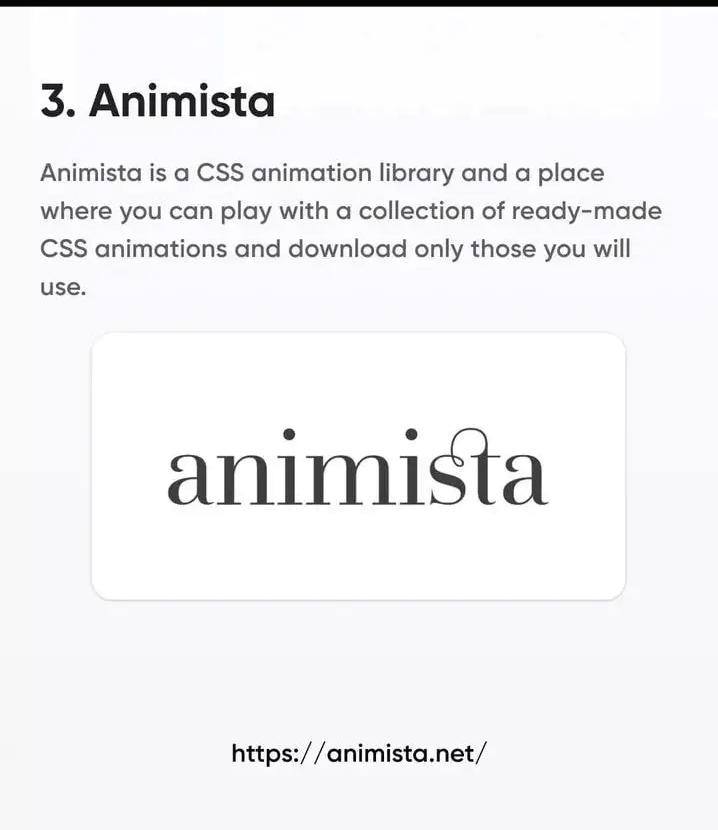 3. Animista
Animista is a CSS animation library and a place
where you can play with a collection of ready-made
CSS animations and download only those you will
use.
animista
https://animista.net/